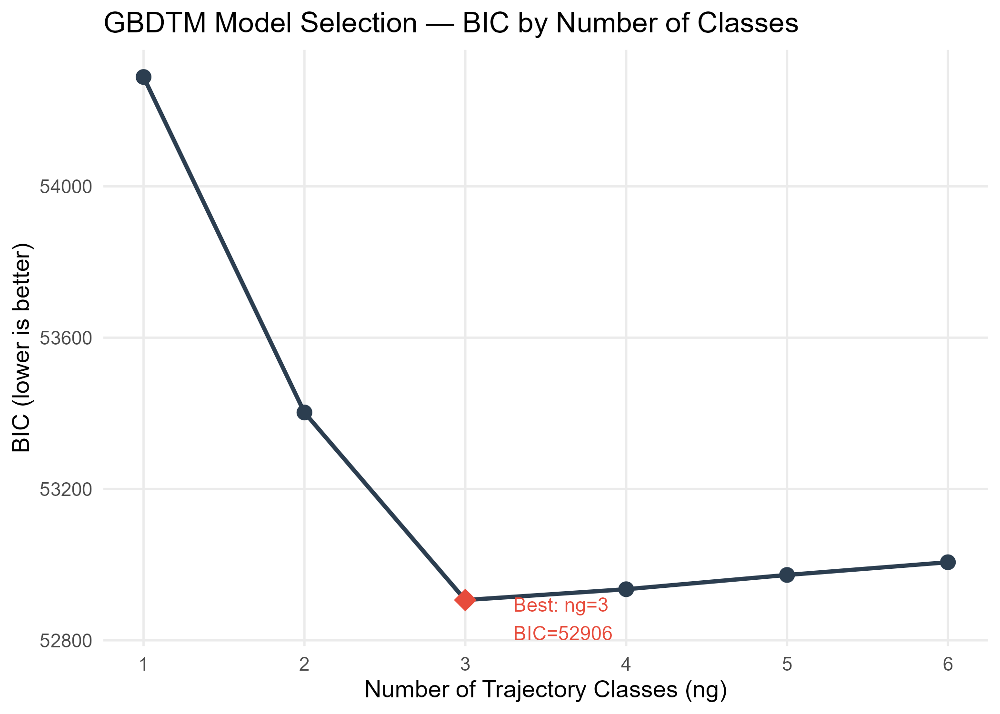 GBDTM Model Selection — BIC by Number of Classes
BIC (lower is better)
54000
53600
53200
52800
Best: ng=3
BIC=52906
1 2 3 4 5 6
Number of Trajectory Classes (ng)